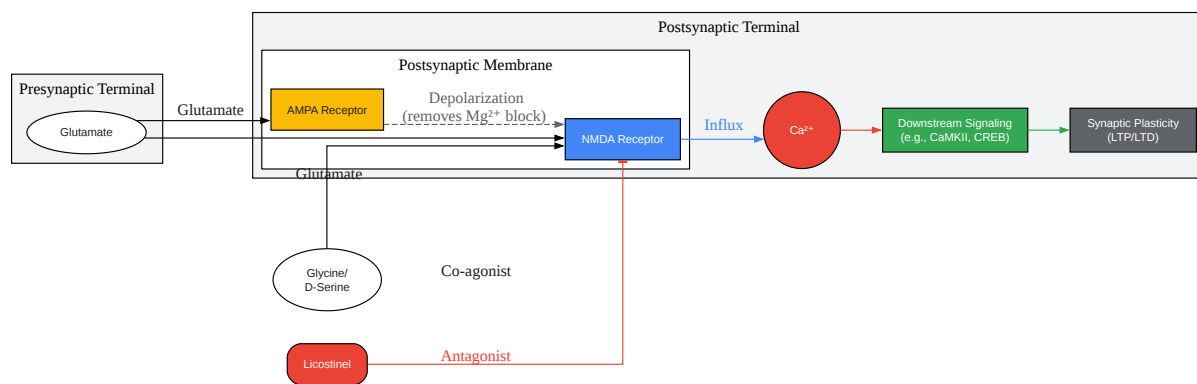 Postsynaptic Terminal
Postsynaptic Membrane
Presynaptic Terminal
Glutamate
Glutamate
AMPA Receptor
Depolarization
(removes Mg²⁺ block)
NMDA Receptor
Influx
Ca²⁺
Downstream Signaling
(e.g., CaMKII, CREB)
Synaptic Plasticity
(LTP/LTD)
Glutamate
Glycine/
D-Serine
Co-agonist
Licostinel
Antagonist